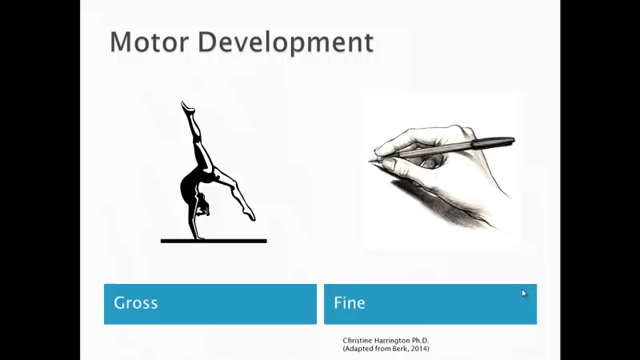 Motor Development
Gross
Fine
Christine Harrington Ph.D.
(Adapted from Berk, 2014)